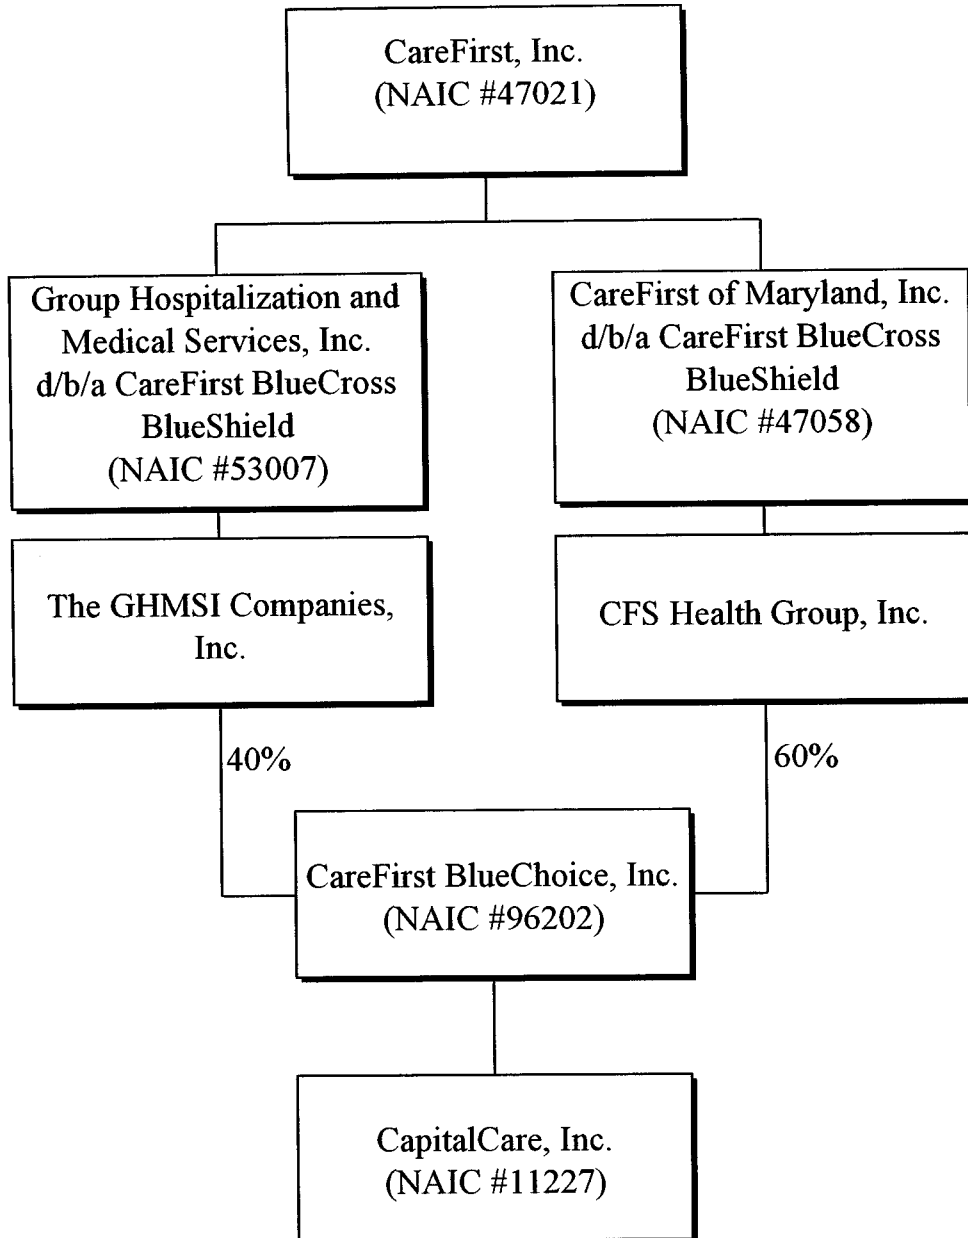 CareFirst, Inc.
(NAIC #47021)
Group Hospitalization and
Medical Services, Inc.
d/b/a CareFirst BlueCross
BlueShield
(NAIC #53007)
CareFirst of Maryland, Inc.
d/b/a CareFirst BlueCross
BlueShield
(NAIC #47058)
The GHMSI Companies,
Inc.
CFS Health Group, Inc.
40%
60%
CareFirst BlueChoice, Inc.
(NAIC #96202)
CapitalCare, Inc.
(NAIC #11227)